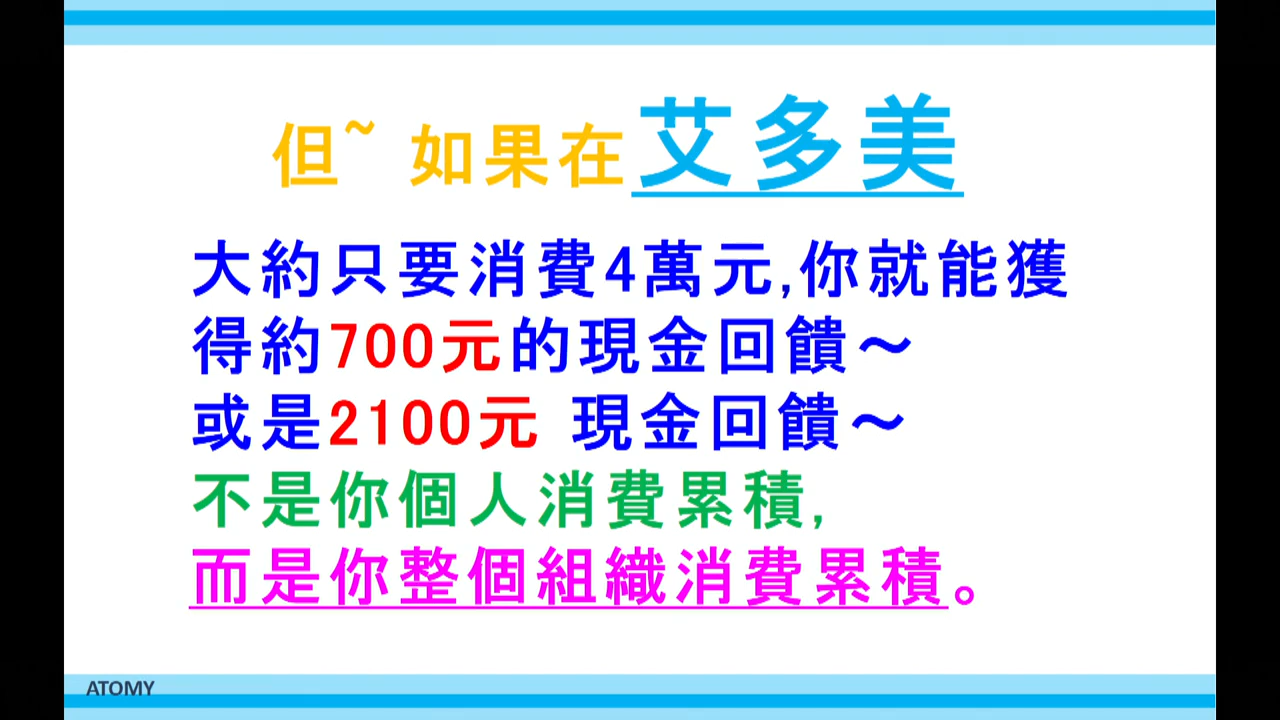 但~ 如果在艾多美
大約只要消費4萬元,你就能獲
得約700元的現金回饋～
或是2100元 現金回饋～
不是你個人消費累積,
而是你整個組織消費累積。
ATOMY